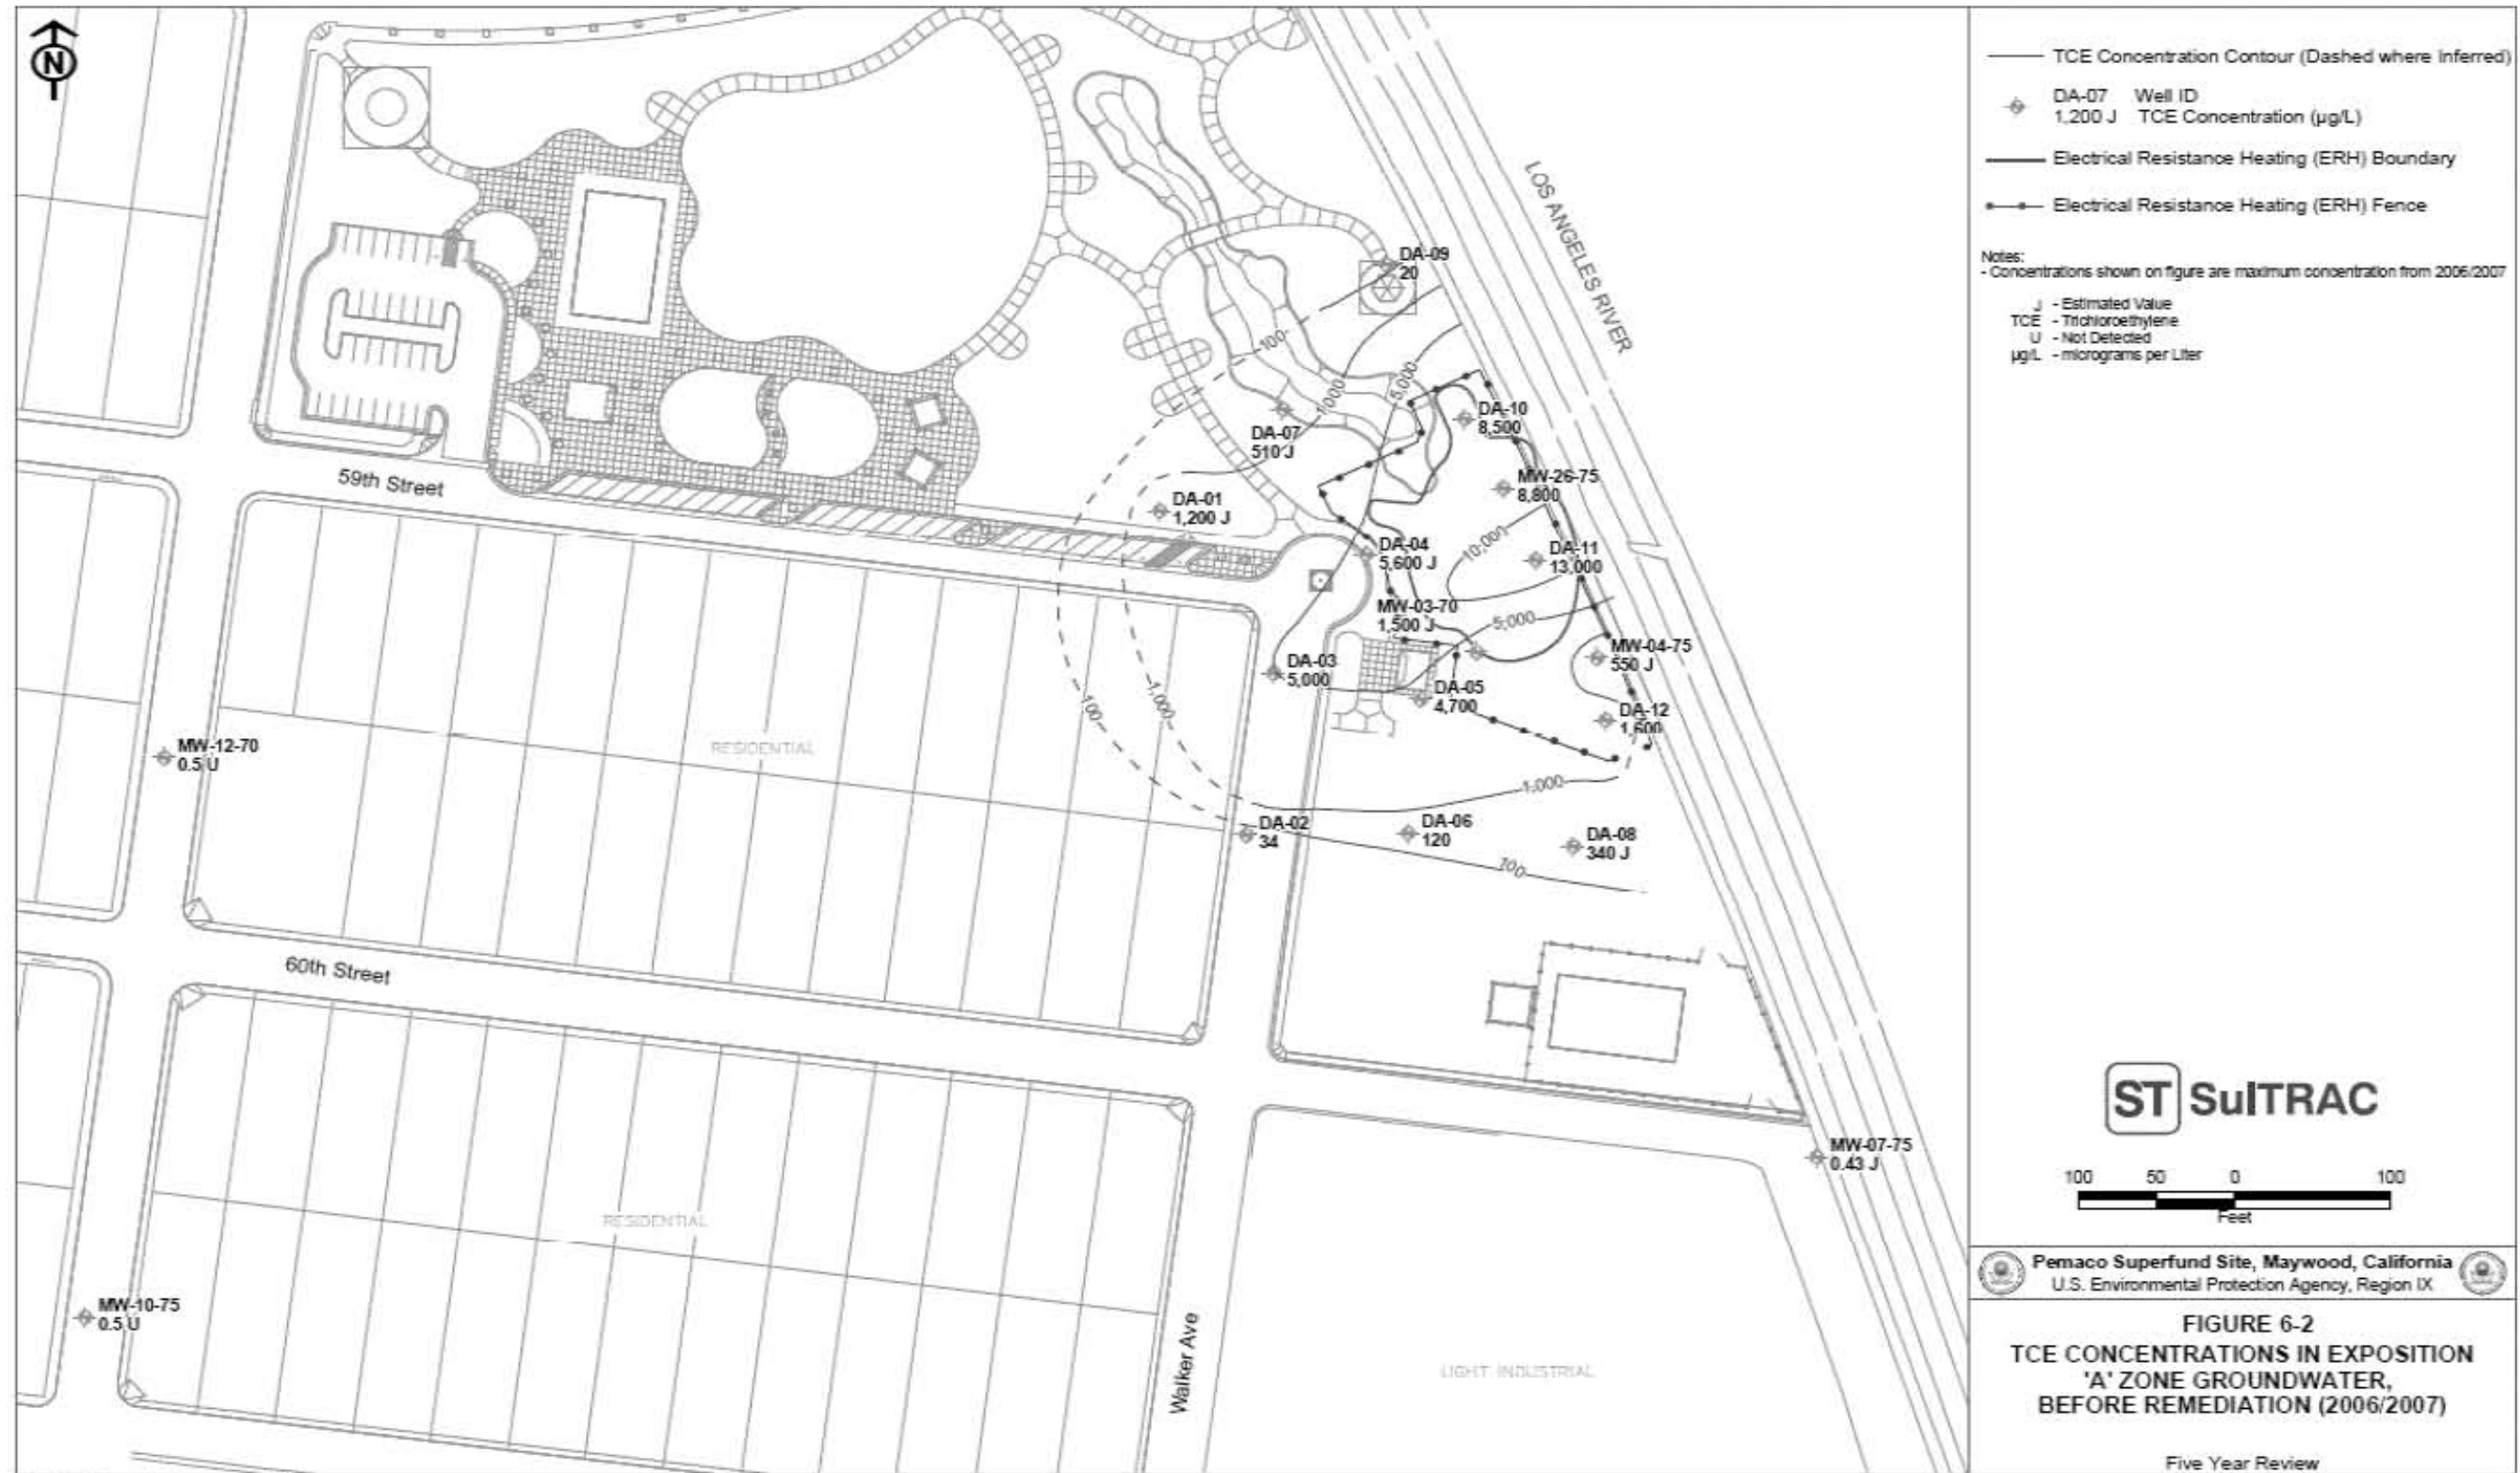 N
TCE Concentration Contour (Dashed where Inferred)
DA-07 Well ID
1,200 J TCE Concentration (µg/L)
Electrical Resistance Heating (ERH) Boundary
Electrical Resistance Heating (ERH) Fence
Notes:
- Concentrations shown on figure are maximum concentration from 2006/2007
J - Estimated Value
TCE - Trichloroethylene
U - Not Detected
µg/L - micrograms per Liter
LOS ANGELES RIVER
DA-09
20
100
1,000
5,000
DA-10
8,500
DA-07
510 J
MW-26-75
8,800
59th Street
DA-01
1,200 J
DA-04
5,600 J
10,000
DA-11
13,000
MW-03-70
1,500 J
5,000
MW-04-75
550 J
DA-03
5,000
DA-05
4,700
100
1,000
DA-12
1,600
MW-12-70
0.5 U
RESIDENTIAL
1,000
DA-02
34
DA-06
120
DA-08
340 J
100
60th Street
MW-07-75
0.43 J
RESIDENTIAL
MW-10-75
0.5 U
Walker Ave
LIGHT INDUSTRIAL
ST SulTRAC
100 50 0 100
Feet
Pemaco Superfund Site, Maywood, California
U.S. Environmental Protection Agency, Region IX
FIGURE 6-2
TCE CONCENTRATIONS IN EXPOSITION
'A' ZONE GROUNDWATER,
BEFORE REMEDIATION (2006/2007)
Five Year Review